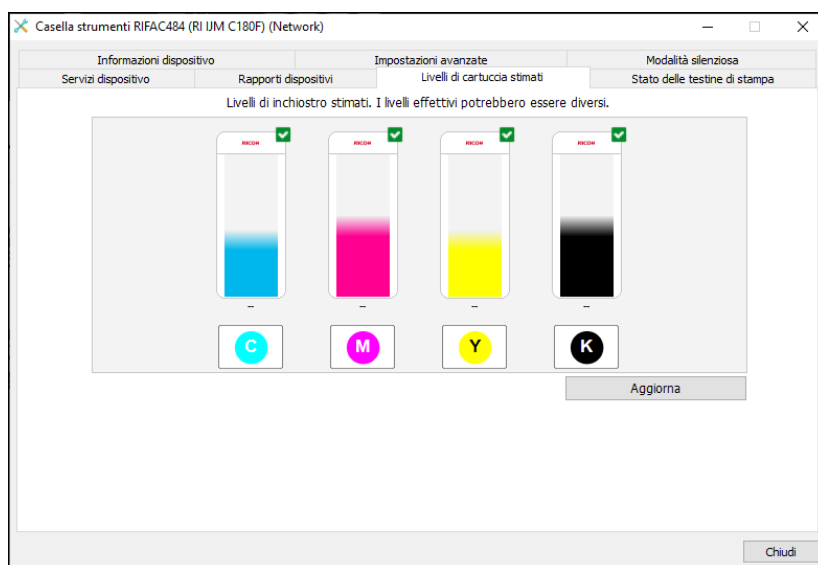 Casella strumenti RIFAC484 (RI IJM C180F) (Network)
Informazioni dispositivo Impostazioni avanzate Modalità silenziosa
Servizi dispositivo Rapporti dispositivi Livelli di cartuccia stimati Stato delle testine di stampa
Livelli di inchiostro stimati. I livelli effettivi potrebbero essere diversi.
RICOH RICOH RICOH RICOH
-- -- -- --
C M Y K
Aggiorna
Chiudi